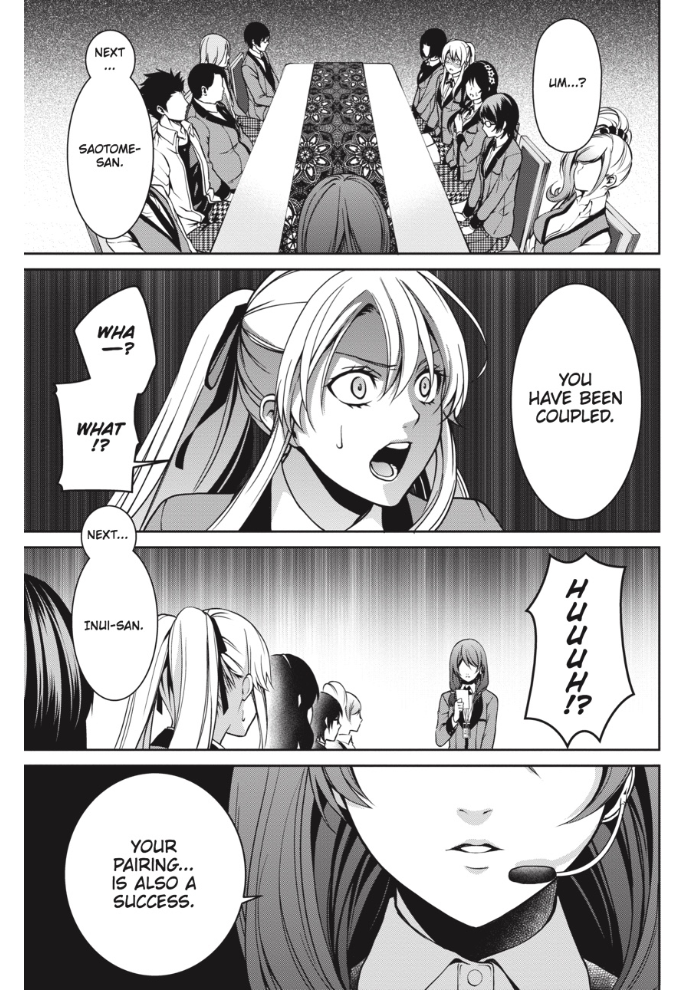 UM...?
NEXT
...
SAOTOME-
SAN.
YOU
HAVE BEEN
COUPLED.
WHA
—?
WHAT
!?
HUUUH!?
NEXT...
INUI-SAN.
YOUR
PAIRING...
IS ALSO A
SUCCESS.